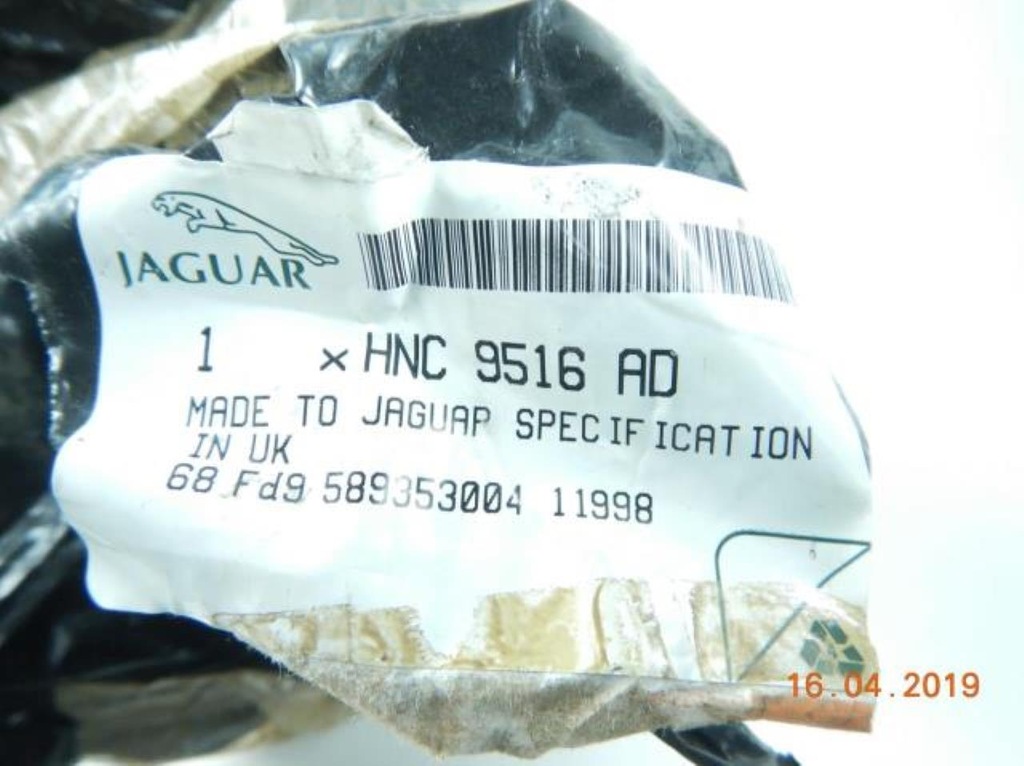 JAGUAR
1 x HNC 9516 AD
MADE TO JAGUAR SPECIFICATION
IN UK
68 Fd9 589353004 11998
16.04.2019